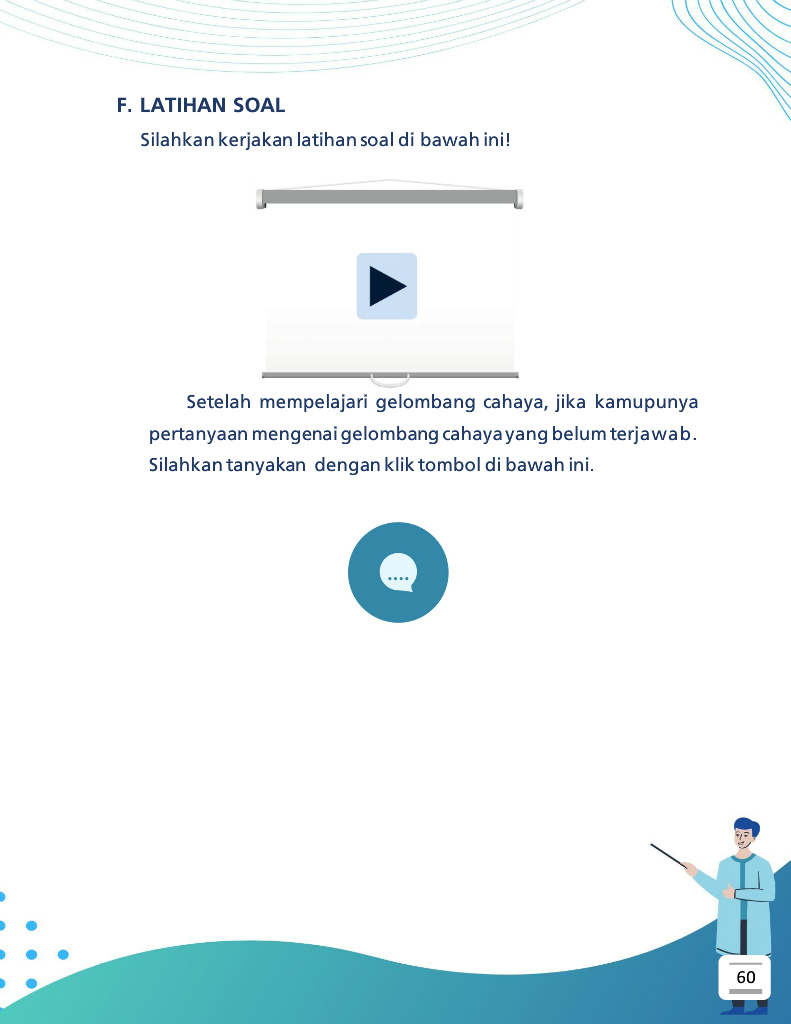 F. LATIHAN SOAL
Silahkan kerjakan latihan soal di bawah ini!
Setelah mempelajari gelombang cahaya, jika kamupunya
pertanyaan mengenai gelombang cahaya yang belum terjawab.
Silahkan tanyakan dengan klik tombol di bawah ini.
60